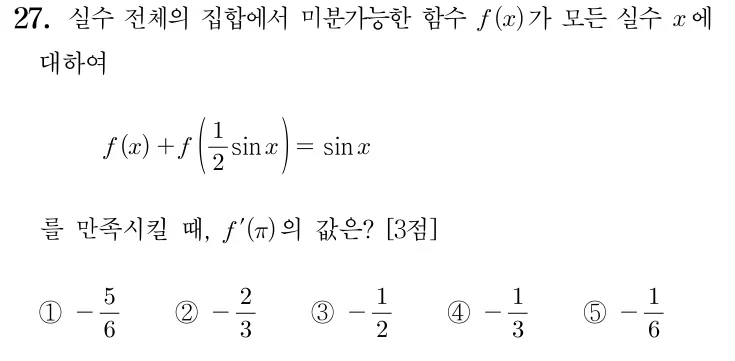 27. 실수 전체의 집합에서 미분가능한 함수 f(x)가 모든 실수 x에
대하여
f(x)+f(1/2 sin x)= sin x
를 만족시킬 때, f′(π)의 값은? [3점]
① −5/6 ② −2/3 ③ −1/2 ④ −1/3 ⑤ −1/6